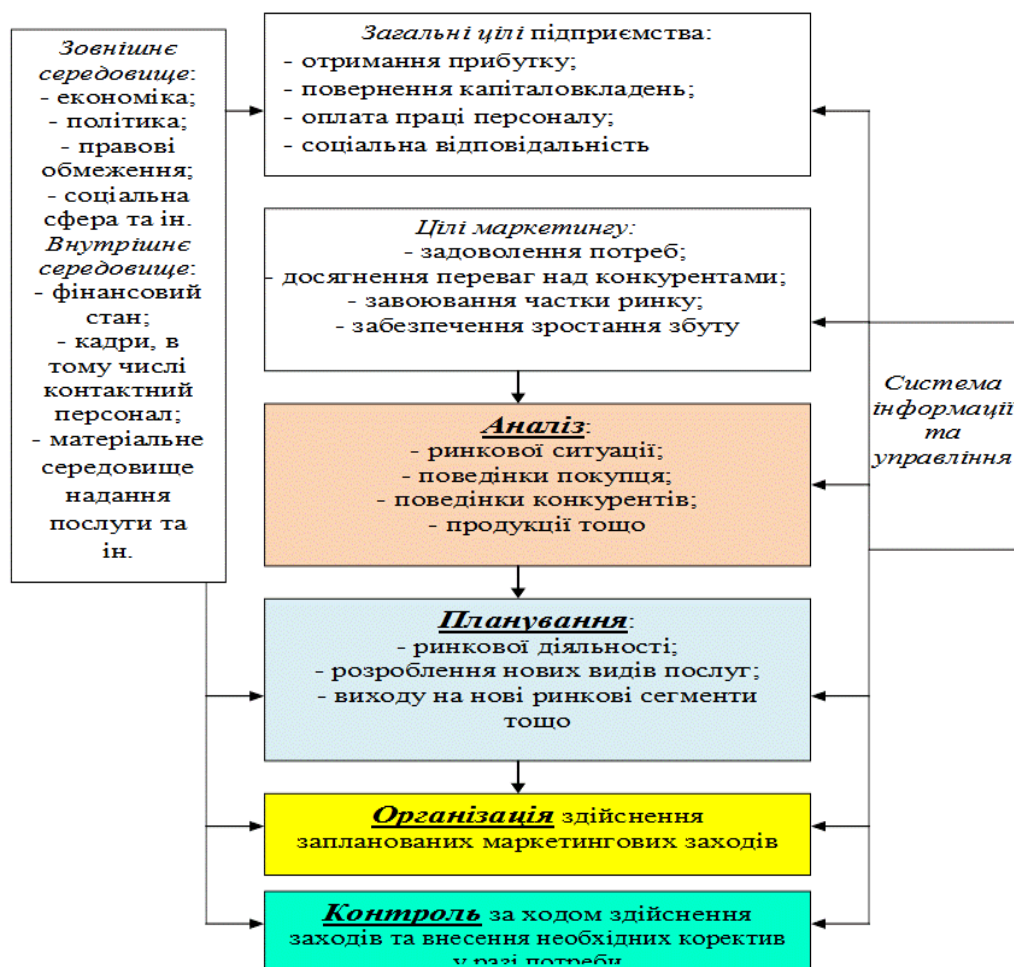 Зовнішнє
середовище:
- економіка;
- політика;
- правові
обмеження;
- соціальна
сфера та ін.
Внутрішнє
середовище:
- фінансовий
стан;
- кадри, в
тому числі
контактний
персонал;
- матеріальне
середовище
надання
послуги та
ін.
Загальні цілі підприємства:
- отримання прибутку;
- повернення капіталовкладень;
- оплата праці персоналу;
- соціальна відповідальність
Цілі маркетингу:
- задоволення потреб;
- досягнення переваг над конкурентами;
- завоювання частки ринку;
- забезпечення зростання збуту
Аналіз:
- ринкової ситуації;
- поведінки покупця;
- поведінки конкурентів;
- продукції тощо
Планування:
- ринкової діяльності;
- розроблення нових видів послуг;
- виходу на нові ринкові сегменти
тощо
Організація здійснення
запланованих маркетингових заходів
Контроль за ходом здійснення
заходів та внесення необхідних коректив
у разі потреби
Система
інформації
та
управління